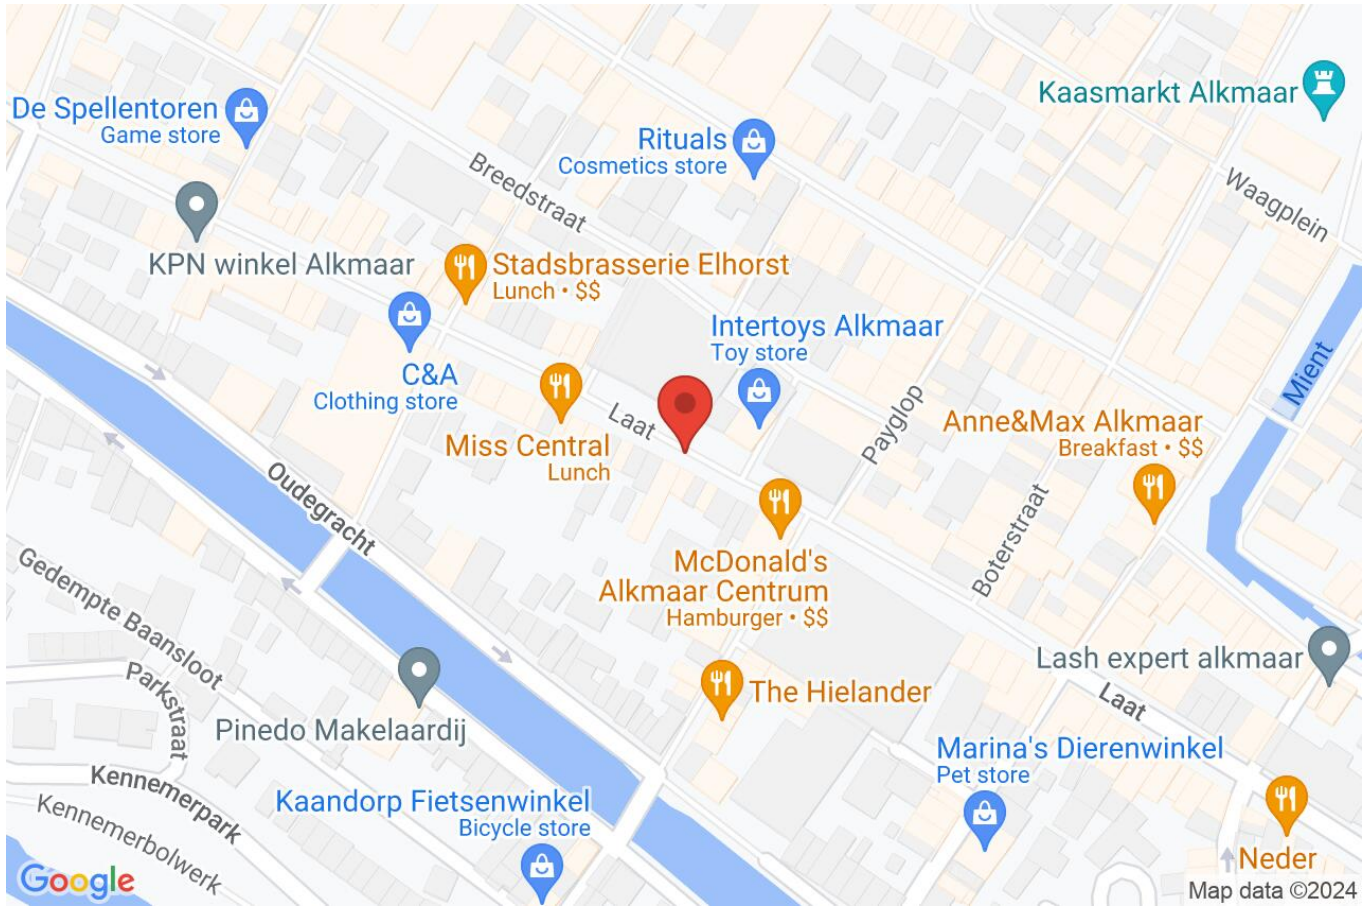 Kaasmarkt Alkmaar
De Spellentoren
Game store
Rituals
Cosmetics store
Breedstraat
Waagplein
KPN winkel Alkmaar
Stadsbrasserie Elhorst
Lunch • $$
Intertoys Alkmaar
Toy store
C&A
Clothing store
Mient
Laat
Payglop
Anne&Max Alkmaar
Breakfast • $$
Miss Central
Lunch
Oudegracht
McDonald's
Alkmaar Centrum
Hamburger • $$
Boterstraat
Gedempte Baansloot
Lash expert alkmaar
Parkstraat
The Hielander
Laat
Pinedo Makelaardij
Marina's Dierenwinkel
Pet store
Kennemerpark
Kaandorp Fietsenwinkel
Bicycle store
Kennemerbolwerk
Neder
Google
Map data ©2024